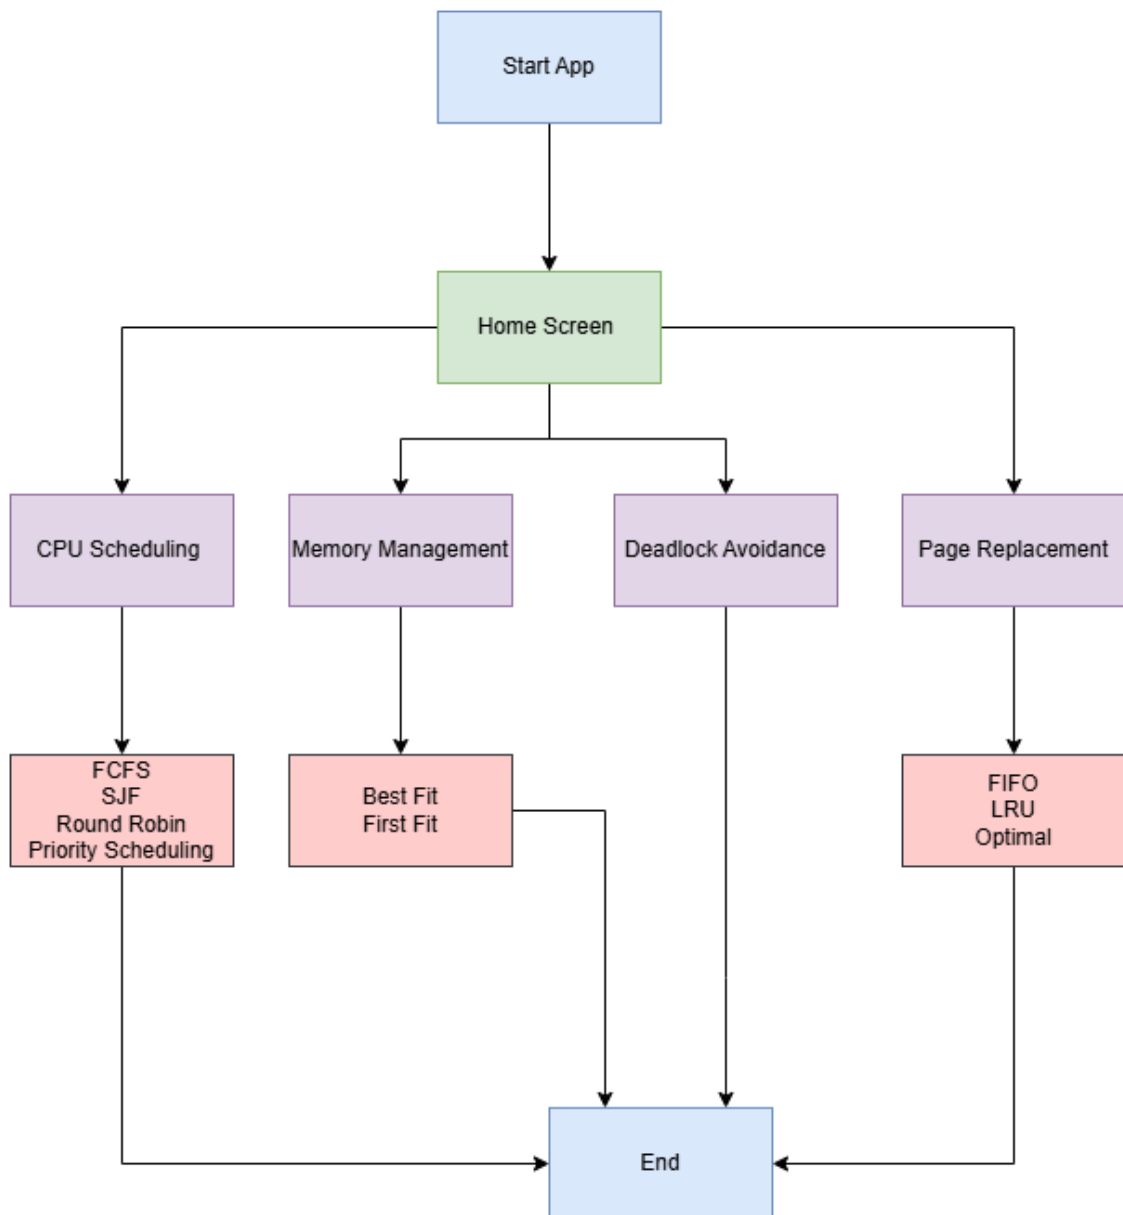 Start App
Home Screen
CPU Scheduling
Memory Management
Deadlock Avoidance
Page Replacement
FCFS
SJF
Round Robin
Priority Scheduling
Best Fit
First Fit
FIFO
LRU
Optimal
End